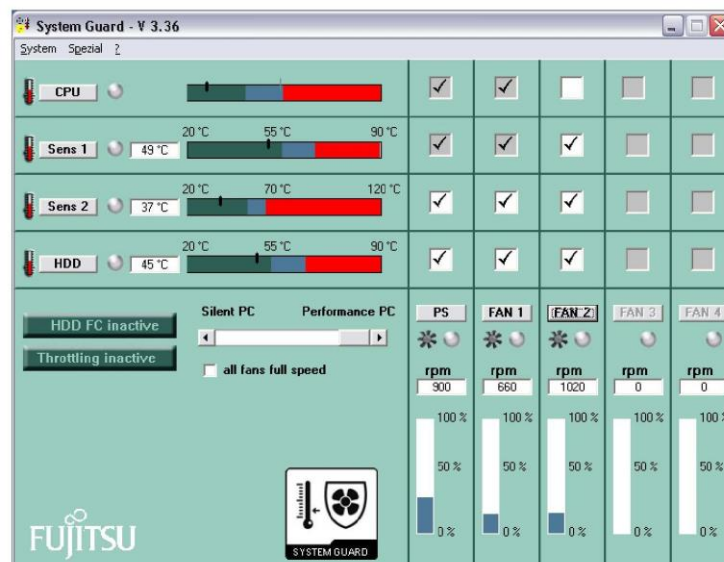 System Guard - V 3.36
System Spezial ?
CPU
20 °C 55 °C 90 °C
Sens 1 49 °C
20 °C 70 °C 120 °C
Sens 2 37 °C
20 °C 55 °C 90 °C
HDD 45 °C
HDD FC inactive
Throttling inactive
Silent PC Performance PC
all fans full speed
PS FAN 1 FAN 2 FAN 3 FAN 4
rpm rpm rpm rpm rpm
900 660 1020 0 0
100 % 100 % 100 % 100 % 100 %
50 % 50 % 50 % 50 % 50 %
0 % 0 % 0 % 0 % 0 %
FUJITSU
SYSTEM GUARD